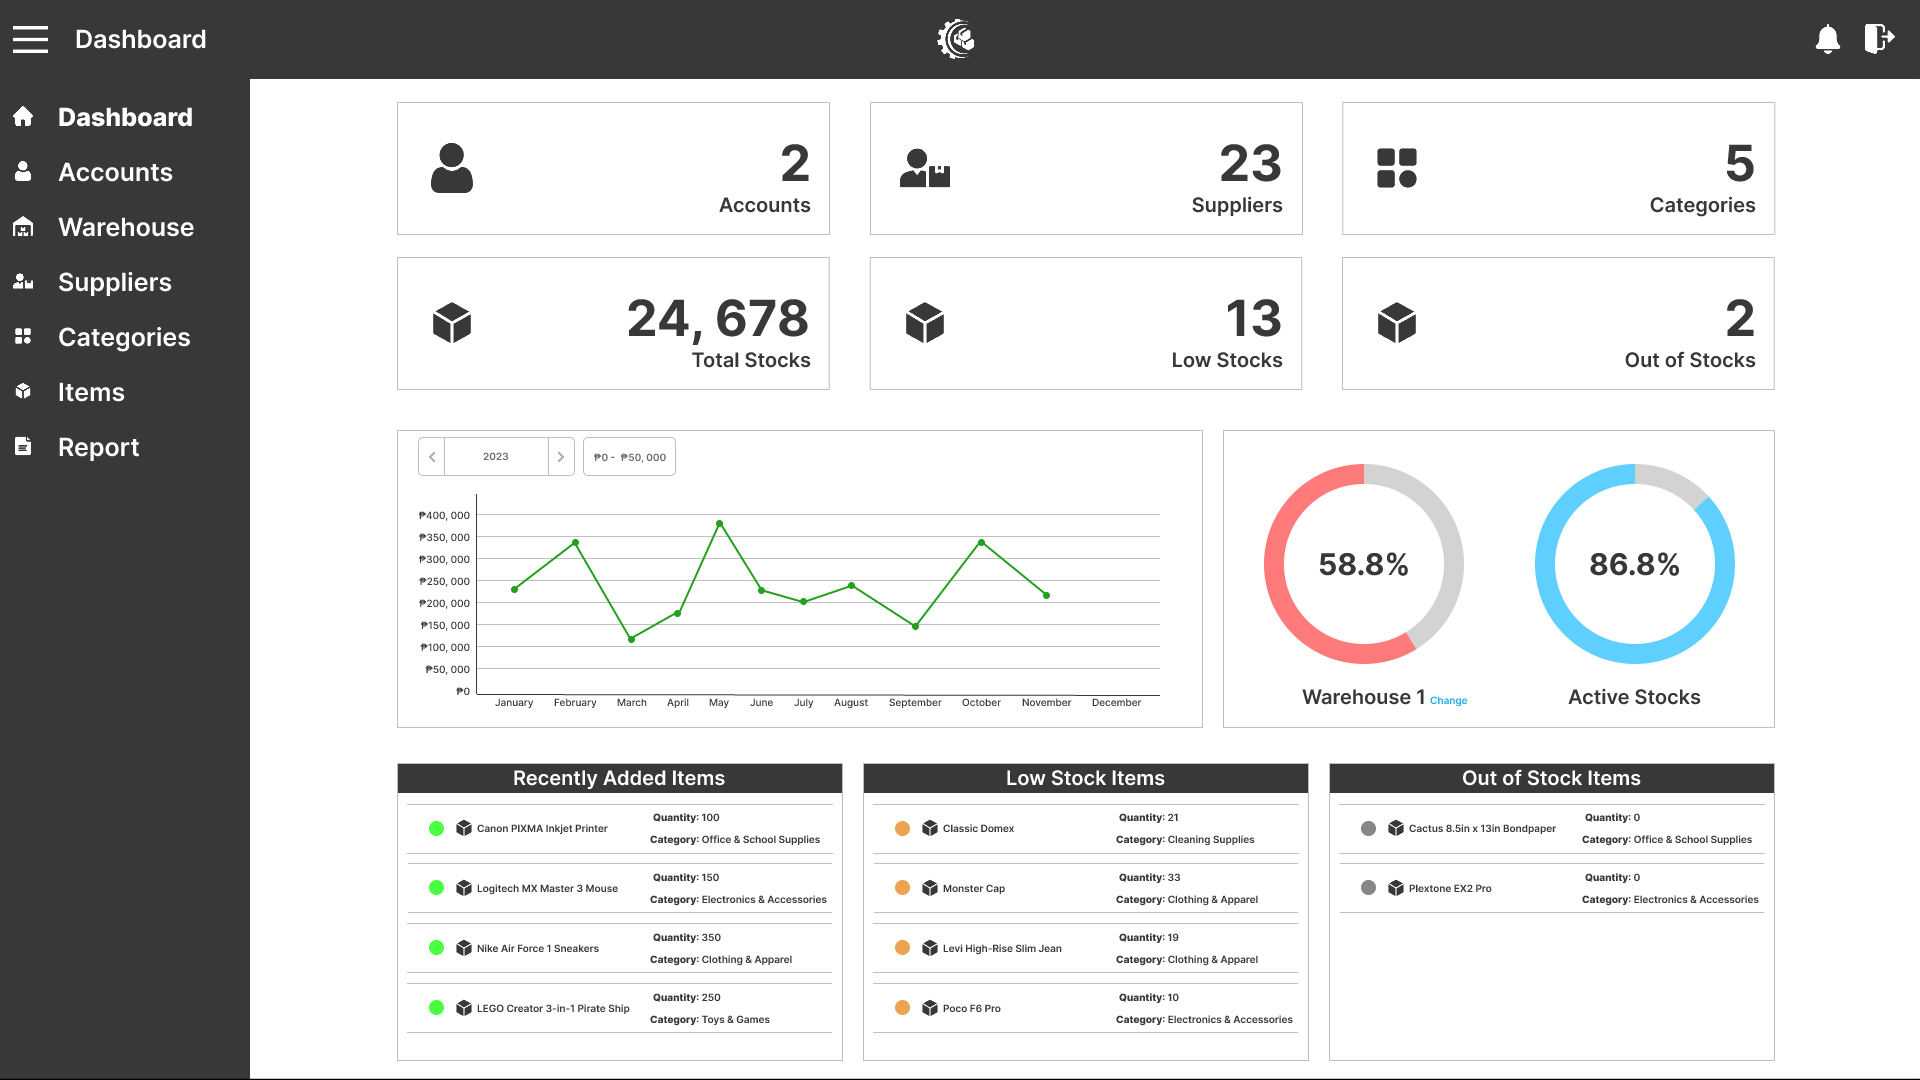 Dashboard
Dashboard
Accounts
Warehouse
Suppliers
Categories
Items
Report
2
Accounts
23
Suppliers
5
Categories
24, 678
Total Stocks
13
Low Stocks
2
Out of Stocks
2023
₱0 - ₱50, 000
₱400, 000
₱350, 000
₱300, 000
₱250, 000
₱200, 000
₱150, 000
₱100, 000
₱50, 000
₱0
January February March April May June July August September October November December
58.8%
Warehouse 1 Change
86.8%
Active Stocks
Recently Added Items
Canon PIXMA Inkjet Printer
Quantity: 100
Category: Office & School Supplies
Logitech MX Master 3 Mouse
Quantity: 150
Category: Electronics & Accessories
Nike Air Force 1 Sneakers
Quantity: 350
Category: Clothing & Apparel
LEGO Creator 3-in-1 Pirate Ship
Quantity: 250
Category: Toys & Games
Low Stock Items
Classic Domex
Quantity: 21
Category: Cleaning Supplies
Monster Cap
Quantity: 33
Category: Clothing & Apparel
Levi High-Rise Slim Jean
Quantity: 19
Category: Clothing & Apparel
Poco F6 Pro
Quantity: 10
Category: Electronics & Accessories
Out of Stock Items
Cactus 8.5in x 13in Bondpaper
Quantity: 0
Category: Office & School Supplies
Plextone EX2 Pro
Quantity: 0
Category: Electronics & Accessories